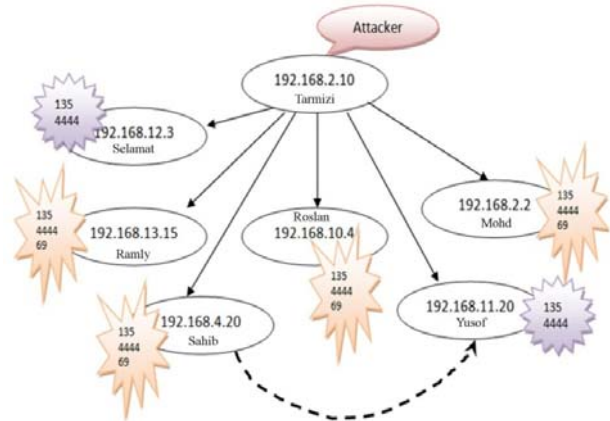 Attacker
192.168.2.10
Tarmizi
135
4444
192.168.12.3
Selamat
135
4444
69
192.168.13.15
Ramly
Roslan
192.168.10.4
135
4444
69
192.168.2.2
Mohd
135
4444
69
135
4444
69
192.168.4.20
Sahib
192.168.11.20
Yusof
135
4444